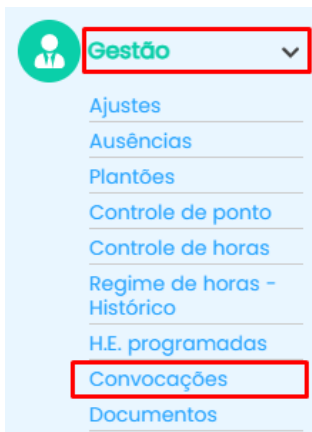 Gestão
Ajustes
Ausências
Plantões
Controle de ponto
Controle de horas
Regime de horas -
Histórico
H.E. programadas
Convocações
Documentos